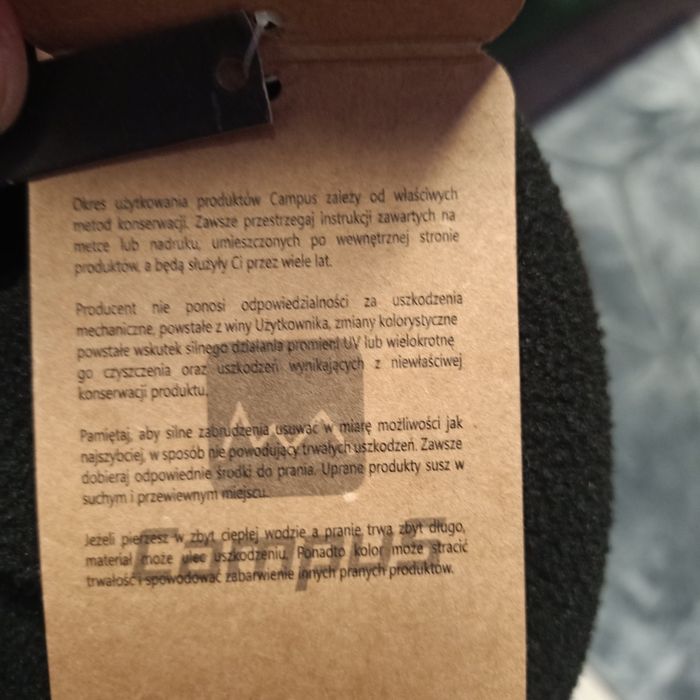 Okres użytkowania produktów Campus zależy od właściwych
metod konserwacji. Zawsze przestrzegaj instrukcji zawartych na
metce lub nadruku, umieszczonych po wewnętrznej stronie
produktów, a będą służyły Ci przez wiele lat.
Producent nie ponosi odpowiedzialności za uszkodzenia
mechaniczne, powstałe z winy Użytkownika, zmiany kolorystyczne
powstałe wskutek silnego działania promieni UV lub wielokrotne
go czyszczenia oraz uszkodzeń wynikających z niewłaściwej
konserwacji produktu.
Pamiętaj, aby silne zabrudzenia usuwać w miarę możliwości jak
najszybciej, w sposób nie powodujący trwałych uszkodzeń. Zawsze
dobieraj odpowiednie środki do prania. Uprane produkty susz w
suchym i przewiewnym miejscu.
Jeżeli pierzesz w zbyt ciepłej wodzie a pranie trwa zbyt długo,
materiał może ulec uszkodzeniu. Ponadto kolor może stracić
trwałość i spowodować zabarwienie innych pranych produktów.
Campus